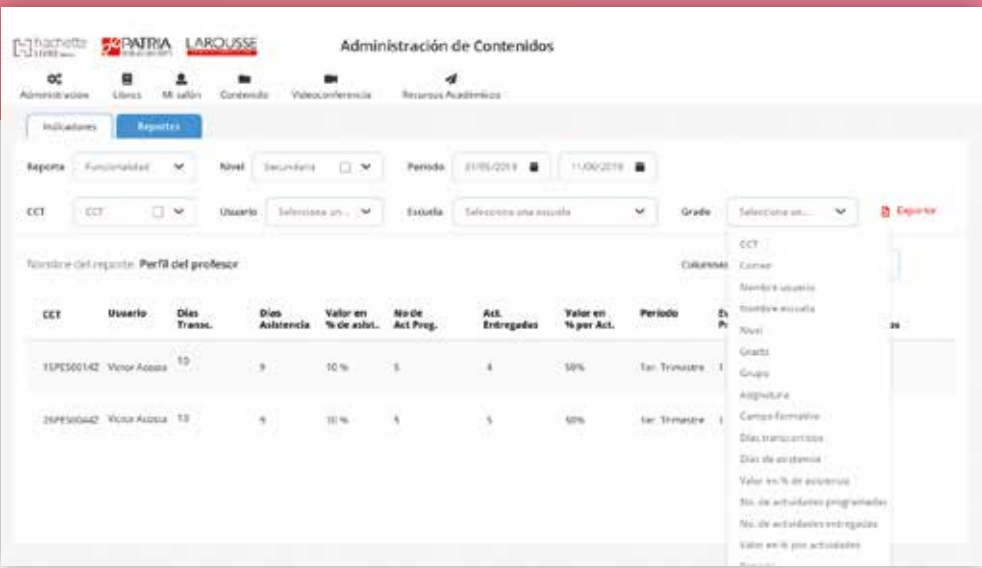 hachette PATRIA LAROUSSE Administración de Contenidos
Administración Libros Mi salón Contenido Videoconferencia Recursos Académicos
Indicadores Reportes
Reporte Funcionalidad Nivel Secundaria Periodo 31/05/2019 11/06/2019
CCT CCT Usuario Selecciona un... Escuela Selecciona una escuela Grado Selecciona un... Exportar
Nombre del reporte Perfil del profesor Columnas
CCT Usuario Días Transc. Días Asistencia Valor en % de asist.. No de Act Prog. Act. Entregadas Valor en % por Act. Periodo
Victor Acosta 10 9 10 % 5 4 50% 1er. Trimestre
Victor Acosta 10 9 10 % 5 5 50% 1er. Trimestre
CCT
Correo
Nombre usuario
Nombre escuela
Nivel
Grado
Grupo
Asignatura
Campo formativo
Días transcurridos
Días de asistencia
Valor en % de asistencia
No. de actividades programadas
No. de actividades entregadas
Valor en % por actividades